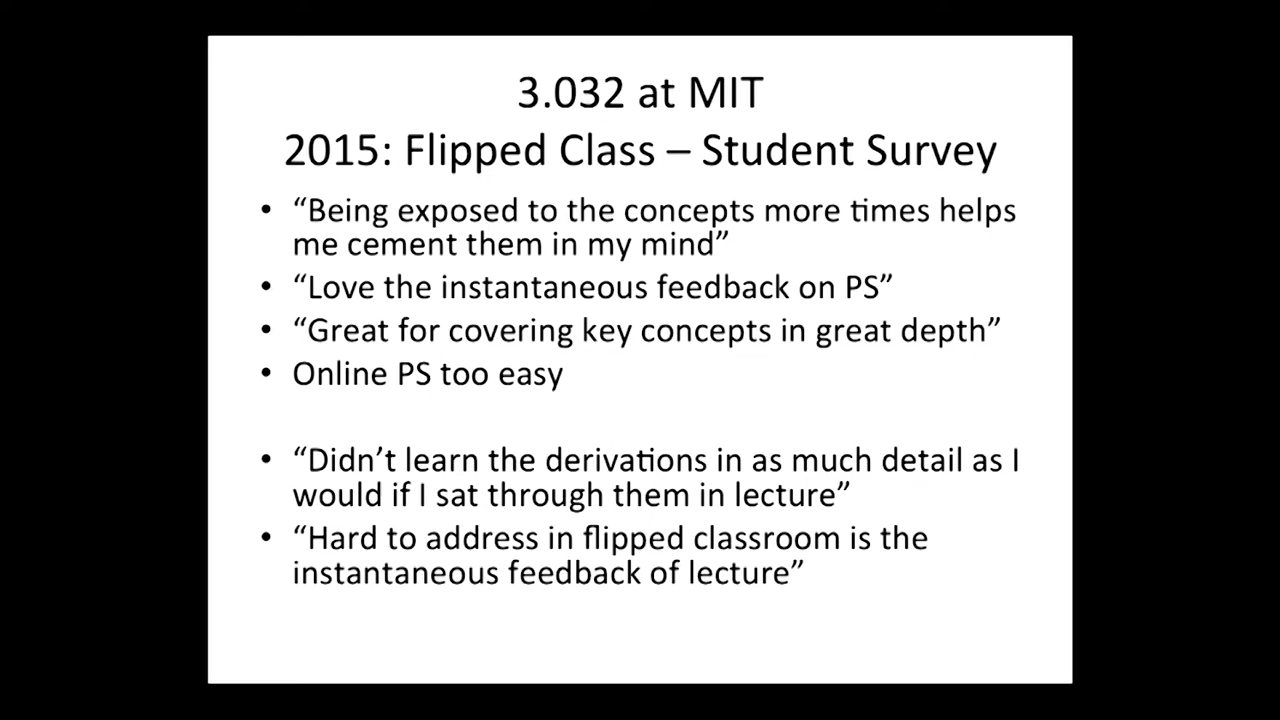 3.032 at MIT
2015: Flipped Class – Student Survey
• “Being exposed to the concepts more times helps
me cement them in my mind”
• “Love the instantaneous feedback on PS”
• “Great for covering key concepts in great depth”
• Online PS too easy
• “Didn’t learn the derivations in as much detail as I
would if I sat through them in lecture”
• “Hard to address in flipped classroom is the
instantaneous feedback of lecture”